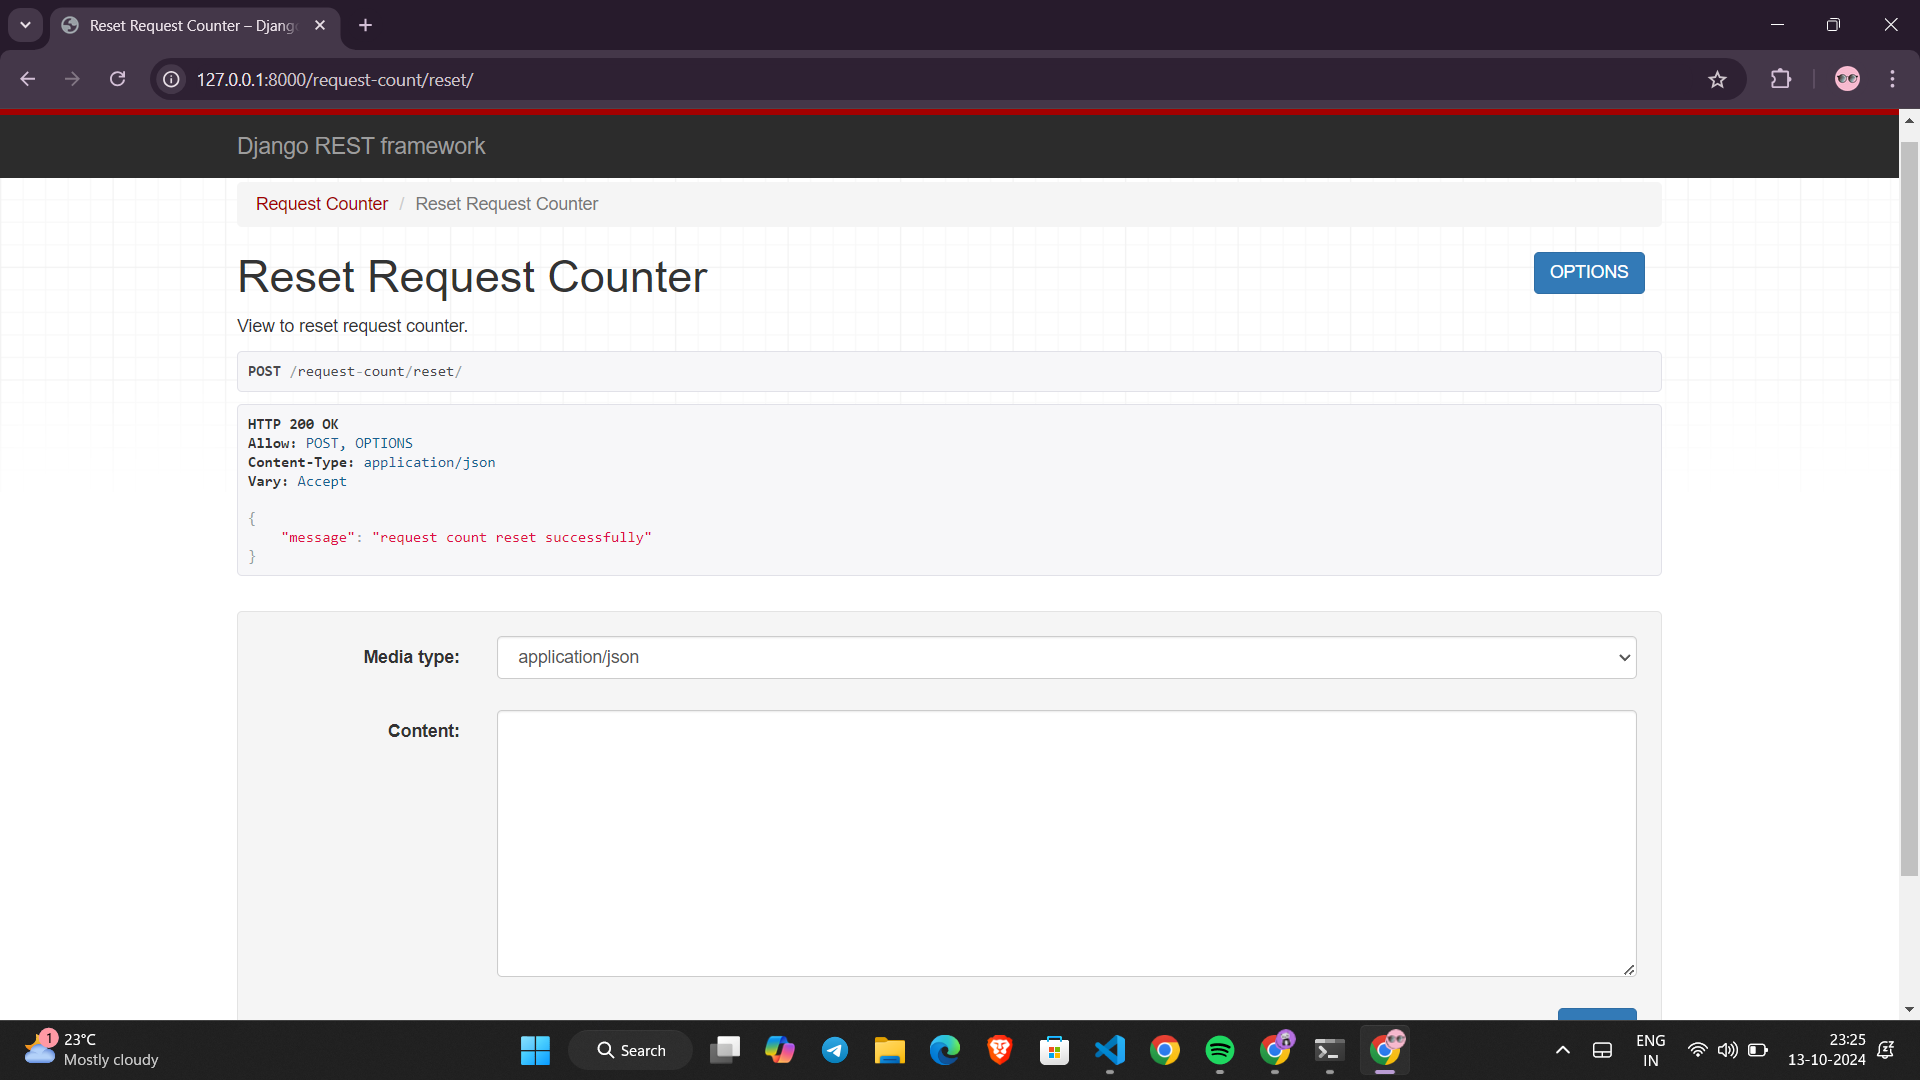 Reset Request Counter – Djang
127.0.0.1:8000/request-count/reset/
Django REST framework
Request Counter / Reset Request Counter
Reset Request Counter
OPTIONS
View to reset request counter.
POST /request-count/reset/
HTTP 200 OK
Allow: POST, OPTIONS
Content-Type: application/json
Vary: Accept
{
"message": "request count reset successfully"
}
Media type:
application/json
Content:
1
23°C
Mostly cloudy
Search
ENG
IN
23:25
13-10-2024